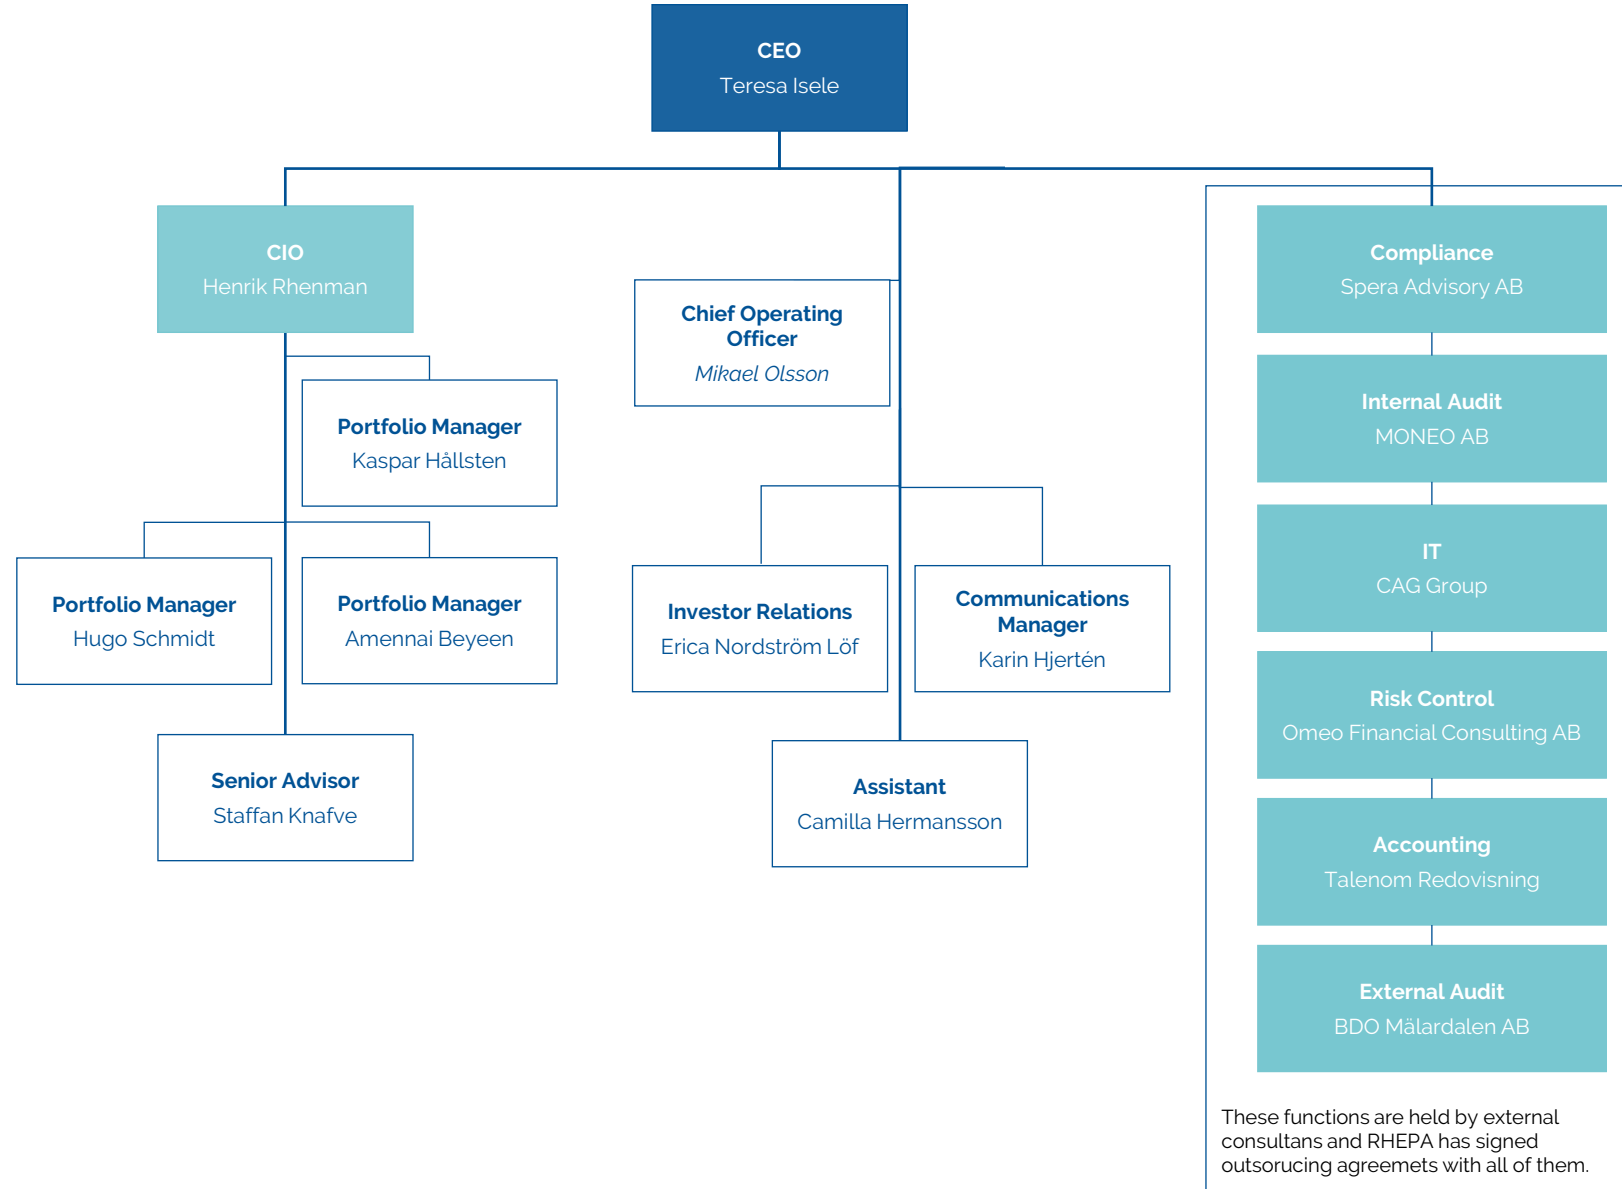 CEO
Teresa Isele
CIO
Henrik Rhenman
Portfolio Manager
Kaspar Hållsten
Portfolio Manager
Hugo Schmidt
Portfolio Manager
Amennai Beyeen
Senior Advisor
Staffan Knafve
Chief Operating
Officer
Mikael Olsson
Investor Relations
Erica Nordström Löf
Communications
Manager
Karin Hjertén
Assistant
Camilla Hermansson
Compliance
Spera Advisory AB
Internal Audit
MONEO AB
IT
CAG Group
Risk Control
Omeo Financial Consulting AB
Accounting
Talenom Redovisning
External Audit
BDO Mälardalen AB
These functions are held by external
consultans and RHEPA has signed
outsorucing agreemets with all of them.